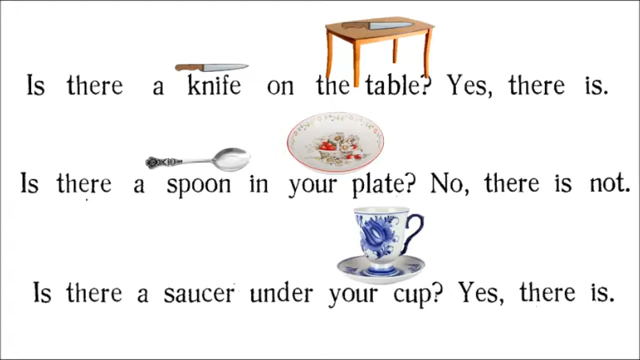 Is there a knife on the table? Yes, there is.
Is there a spoon in your plate? No, there is not.
Is there a saucer under your cup? Yes, there is.